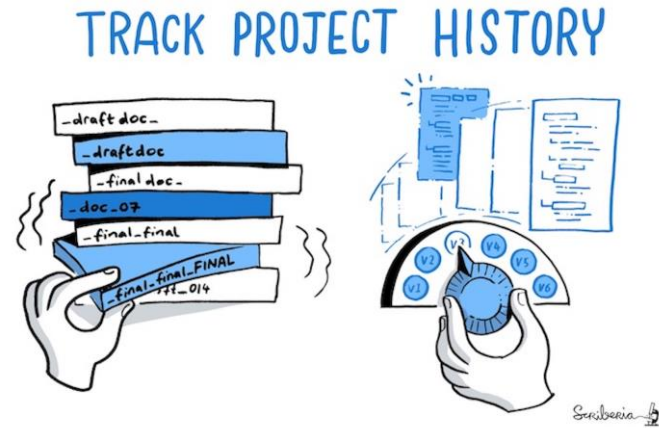 TRACK PROJECT HISTORY
_draft doc_
_draft doc
_final doc_
_doc_07
_final_final
_final_final_FINAL
ft_014
V1
V2
V3
V4
V5
V6
Scriberia